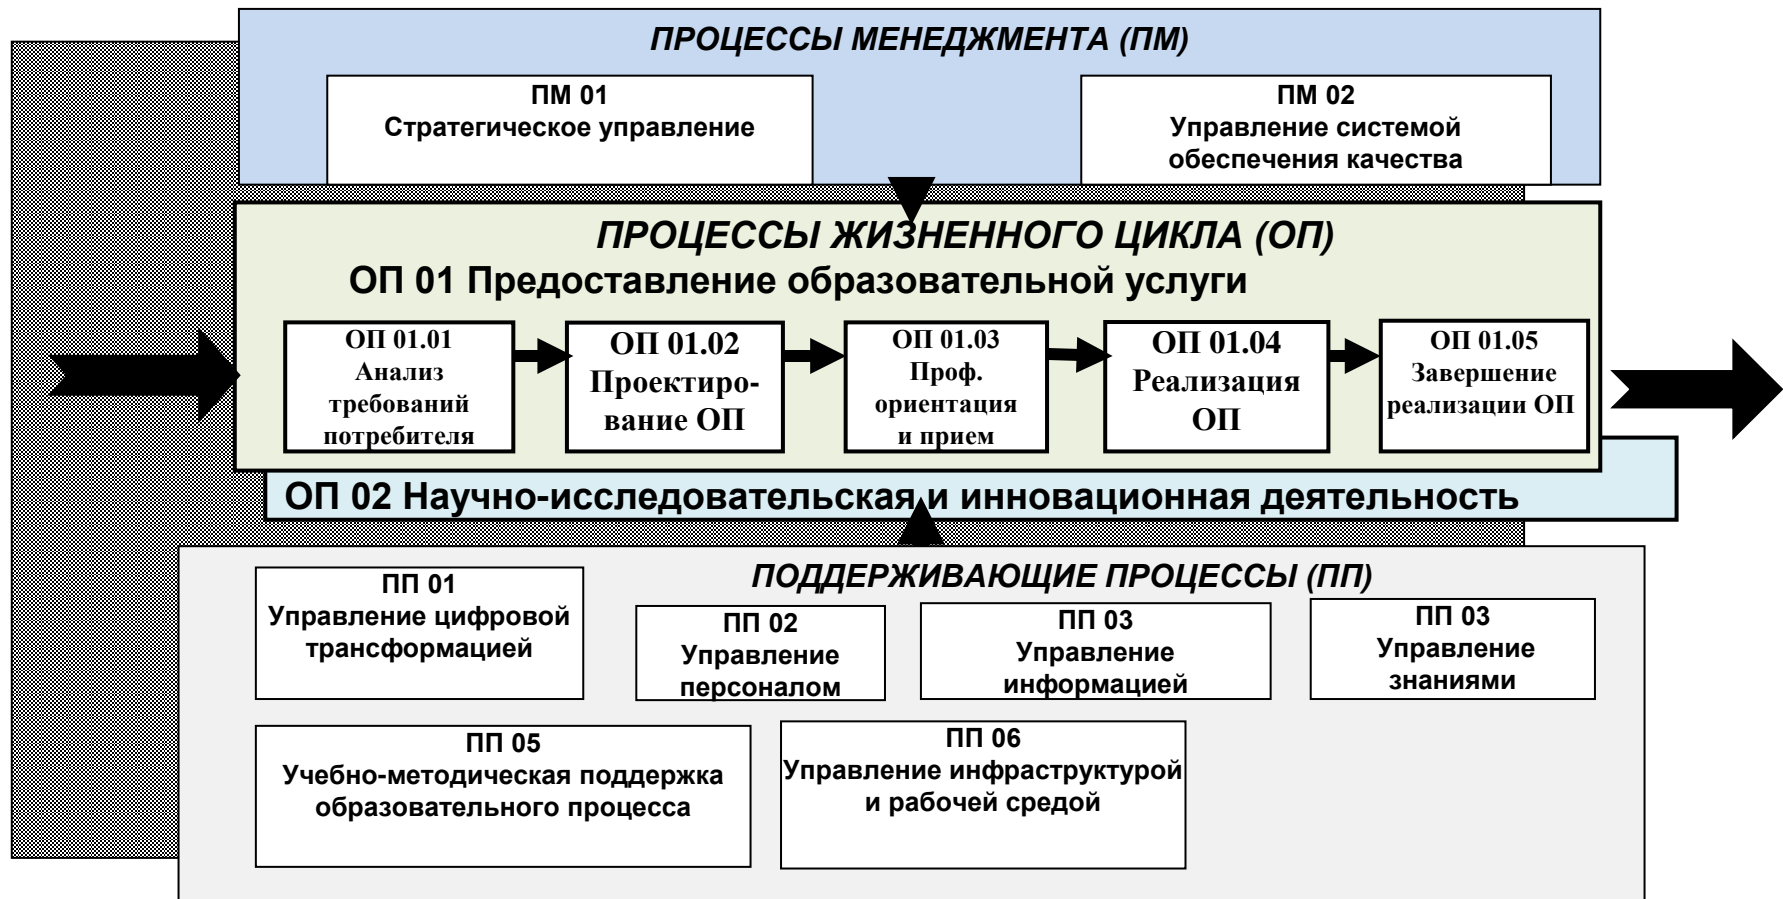 ПРОЦЕССЫ МЕНЕДЖМЕНТА (ПМ)
ПМ 01
Стратегическое управление
ПМ 02
Управление системой
обеспечения качества
ПРОЦЕССЫ ЖИЗНЕННОГО ЦИКЛА (ОП)
ОП 01 Предоставление образовательной услуги
ОП 01.01
Анализ
требований
потребителя
ОП 01.02
Проектиро-
вание ОП
ОП 01.03
Проф.
ориентация
и прием
ОП 01.04
Реализация
ОП
ОП 01.05
Завершение
реализации ОП
ОП 02 Научно-исследовательская и инновационная деятельность
ПОДДЕРЖИВАЮЩИЕ ПРОЦЕССЫ (ПП)
ПП 01
Управление цифровой
трансформацией
ПП 02
Управление
персоналом
ПП 03
Управление
информацией
ПП 03
Управление
знаниями
ПП 05
Учебно-методическая поддержка
образовательного процесса
ПП 06
Управление инфраструктурой
и рабочей средой